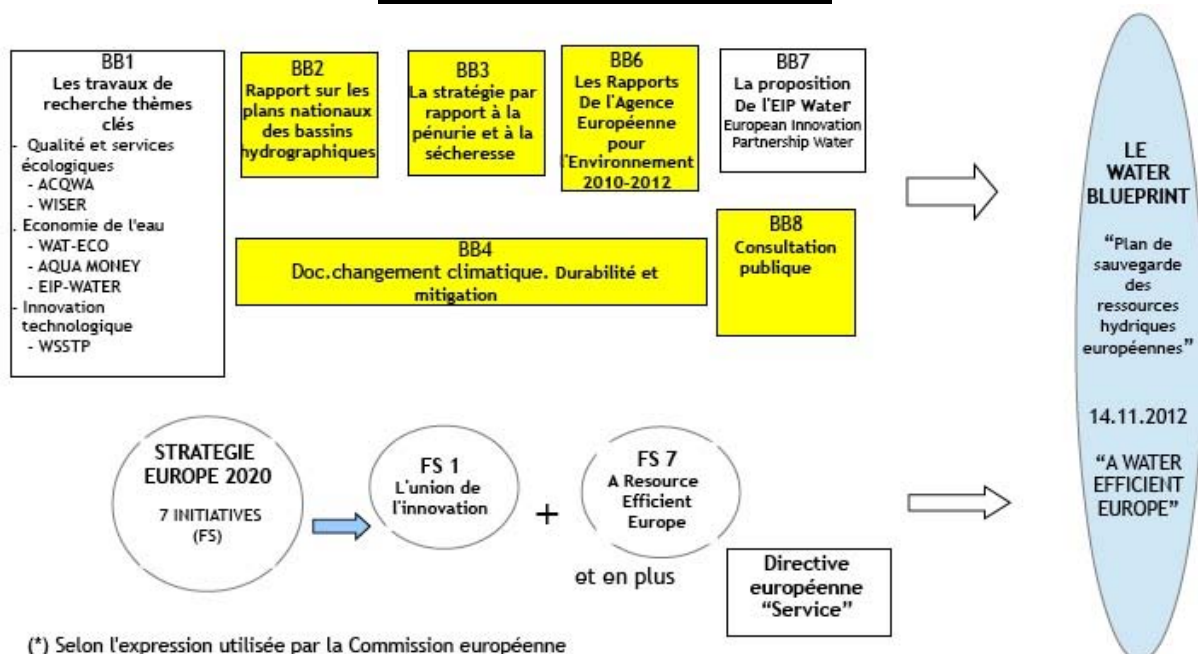 BB1
Les travaux de
recherche thèmes
clés
- Qualité et services
écologiques
- ACQWA
- WISER
. Economie de l'eau
- WAT-ECO
- AQUA MONEY
- EIP-WATER
- Innovation
technologique
- WSSTP
BB2
Rapport sur les
plans nationaux
des bassins
hydrographiques
BB3
La stratégie par
rapport à la
pénurie et à la
sécheresse
BB6
Les Rapports
De l'Agence
Européenne
pour
l'Environnement
2010-2012
BB7
La proposition
De l'EIP Water
European Innovation
Partnership Water
BB4
Doc.changement climatique. Durabilité et
mitigation
BB8
Consultation
publique
LE
WATER
BLUEPRINT
“Plan de
sauvegarde
des
ressources
hydriques
européennes”
14.11.2012
“A WATER
EFFICIENT
EUROPE”
STRATEGIE
EUROPE 2020
7 INITIATIVES
(FS)
FS 1
L'union de
l'innovation
+
FS 7
A Resource
Efficient
Europe
et en plus
Directive
européenne
“Service”
(*) Selon l'expression utilisée par la Commission européenne